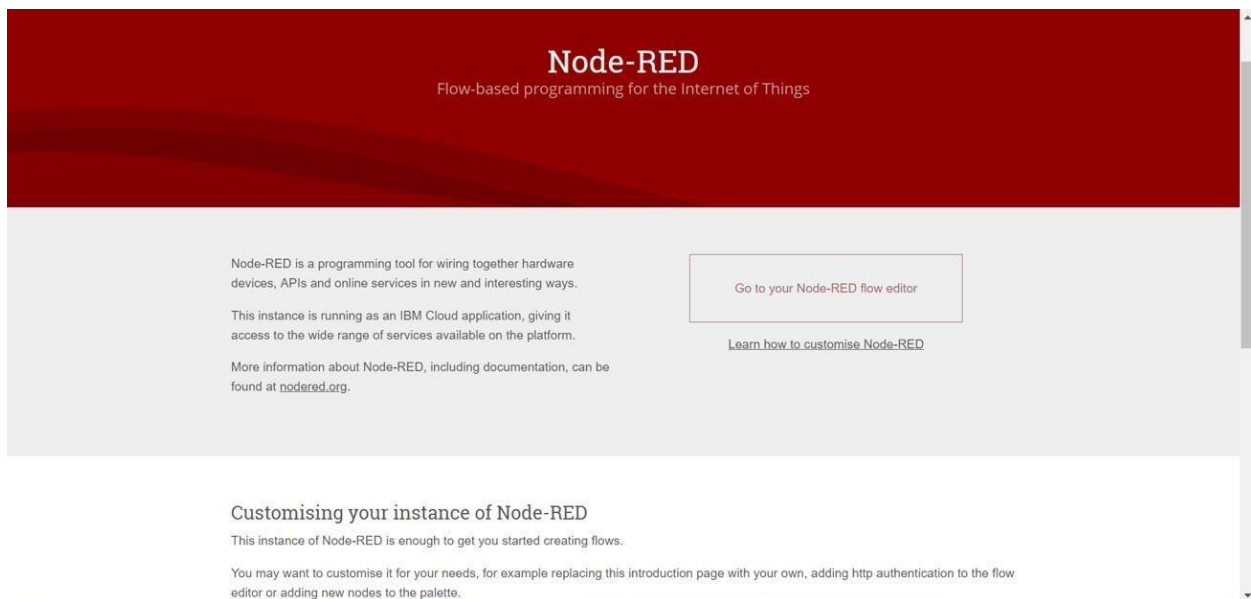 Node-RED
Flow-based programming for the Internet of Things
Node-RED is a programming tool for wiring together hardware
devices, APIs and online services in new and interesting ways.
This instance is running as an IBM Cloud application, giving it
access to the wide range of services available on the platform.
More information about Node-RED, including documentation, can be
found at nodered.org.
Go to your Node-RED flow editor
Learn how to customise Node-RED
Customising your instance of Node-RED
This instance of Node-RED is enough to get you started creating flows.
You may want to customise it for your needs, for example replacing this introduction page with your own, adding http authentication to the flow
editor or adding new nodes to the palette.